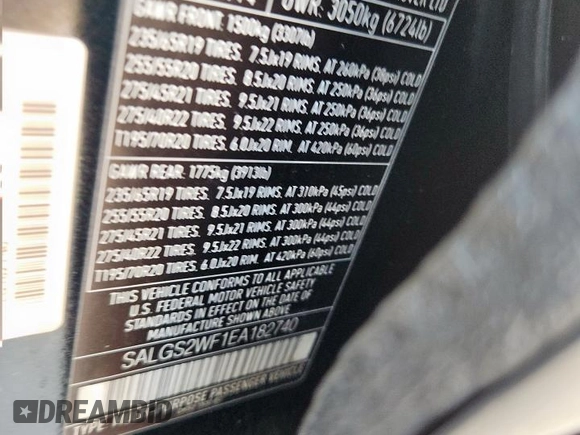 GVWR: 3050kg (6724lb)
GAWR FRONT: 1500kg (3307lb)
235/65R19 TIRES. 7.5Jx19 RIMS. AT 260kPa (38psi) COLD
255/55R20 TIRES. 8.5Jx20 RIMS. AT 250kPa (36psi) COLD
275/45R21 TIRES. 9.5Jx21 RIMS. AT 250kPa (36psi) COLD
275/40R22 TIRES. 9.5Jx22 RIMS. AT 250kPa (36psi) COLD
T195/70R20 TIRES. 6.0Jx20 RIM. AT 420kPa (60psi) COLD
GAWR REAR: 1775kg (3913lb)
235/65R19 TIRES. 7.5Jx19 RIMS. AT 310kPa (45psi) COLD
255/55R20 TIRES. 8.5Jx20 RIMS. AT 300kPa (44psi) COLD
275/45R21 TIRES. 9.5Jx21 RIMS. AT 300kPa (44psi) COLD
275/40R22 TIRES. 9.5Jx22 RIMS. AT 300kPa (44psi) COLD
T195/70R20 TIRES. 6.0Jx20 RIM. AT 420kPa (60psi) COLD
THIS VEHICLE CONFORMS TO ALL APPLICABLE
U.S. FEDERAL MOTOR VEHICLE SAFETY
STANDARDS IN EFFECT ON THE DATE OF
MANUFACTURE SHOWN ABOVE
SALGS2WF1EA182740
TYPE PURPOSE PASSENGER VEHICLE
DREAMBID